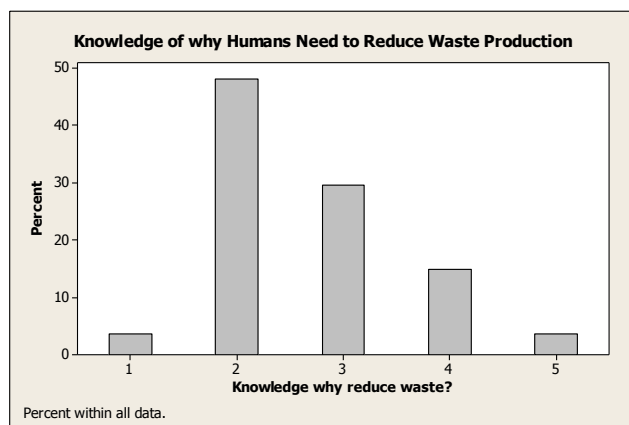 Knowledge of why Humans Need to Reduce Waste Production
50
40
30
20
10
0
Percent
1 2 3 4 5
Knowledge why reduce waste?
Percent within all data.